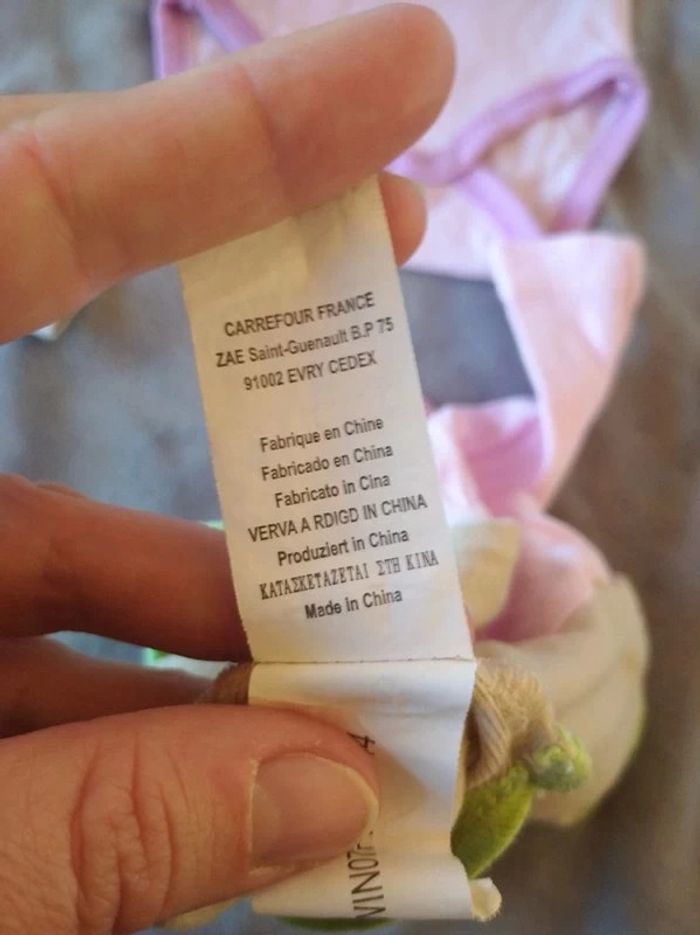 CARREFOUR FRANCE
ZAE Saint-Guenault B.P 75
91002 EVRY CEDEX
Fabrique en Chine
Fabricado en China
Fabricato in Cina
VERVA A RDIGD IN CHINA
Produziert in China
ΚΑΤΑΣΚΕΤΑΖΕΤΑΙ ΣΤΗ ΚΙΝΑ
Made in China